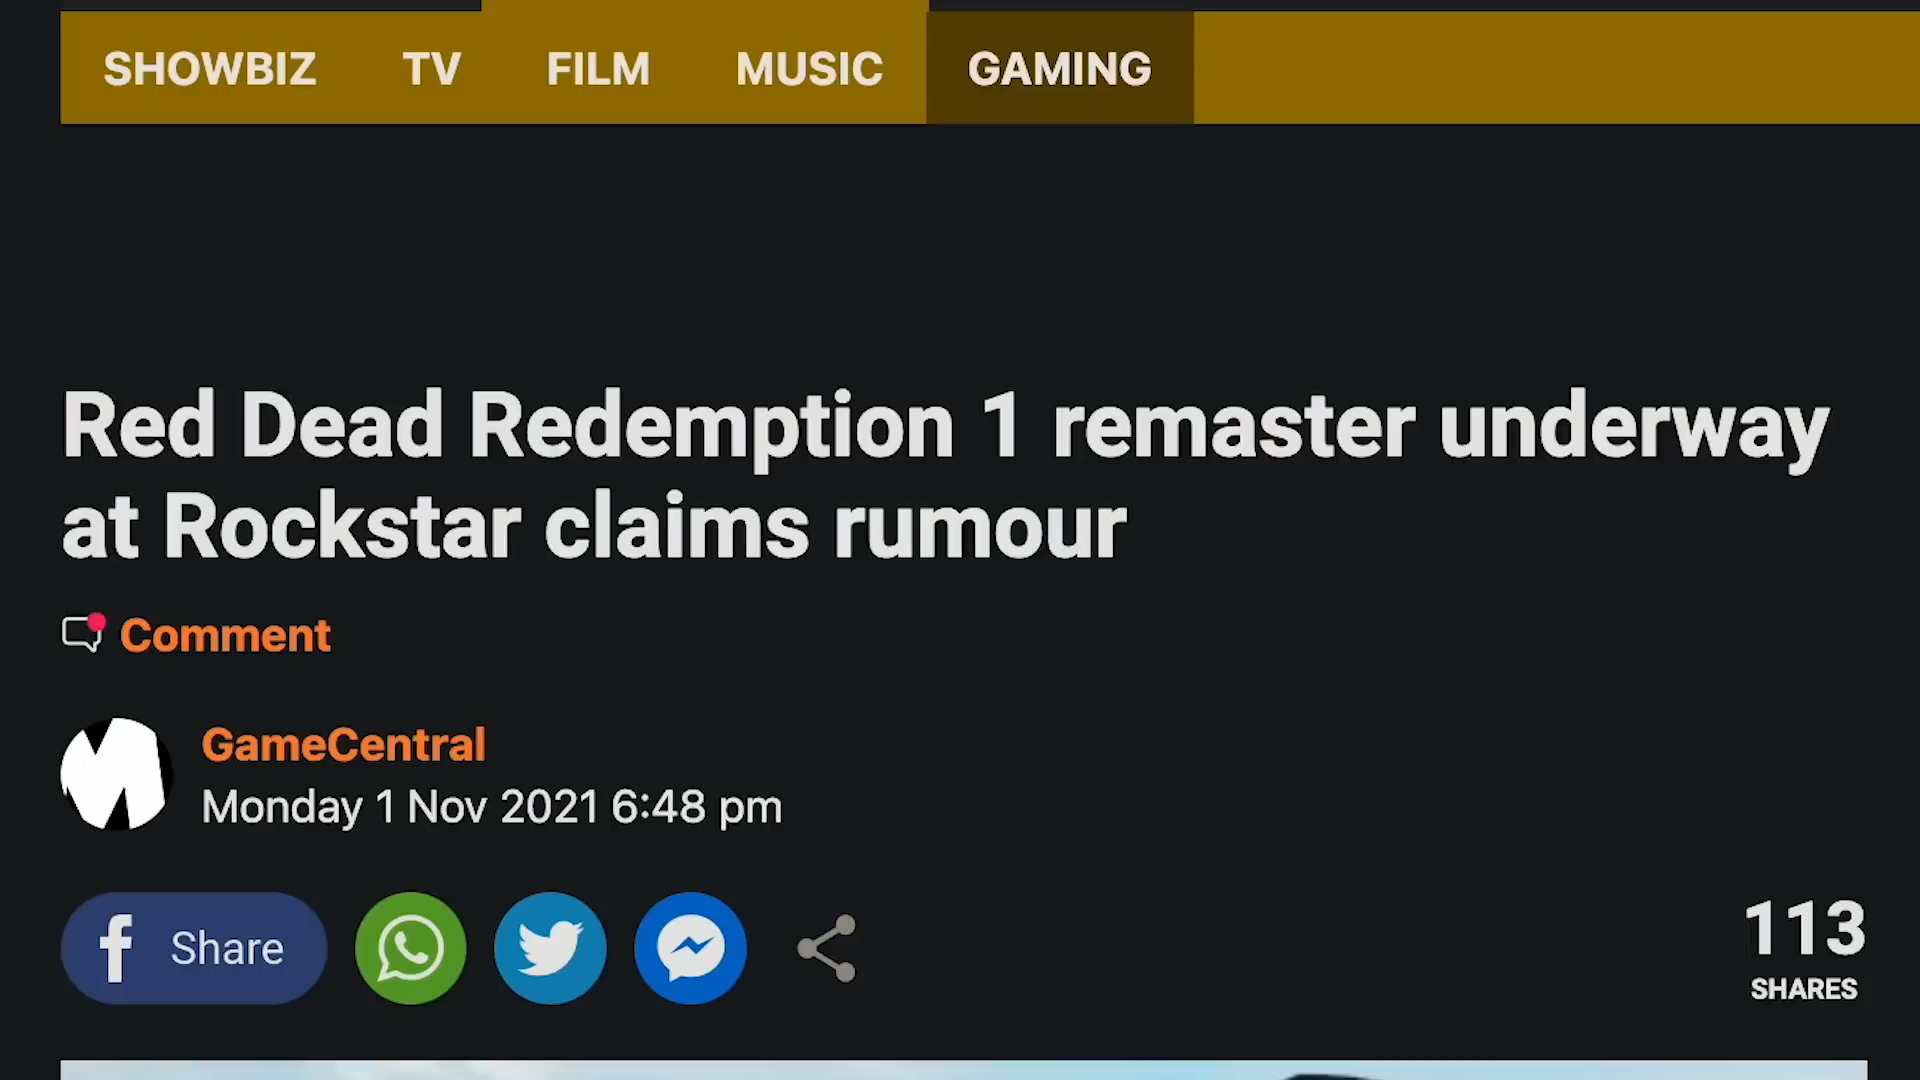 SHOWBIZ TV FILM MUSIC GAMING
Red Dead Redemption 1 remaster underway
at Rockstar claims rumour
Comment
GameCentral
Monday 1 Nov 2021 6:48 pm
Share
113
SHARES